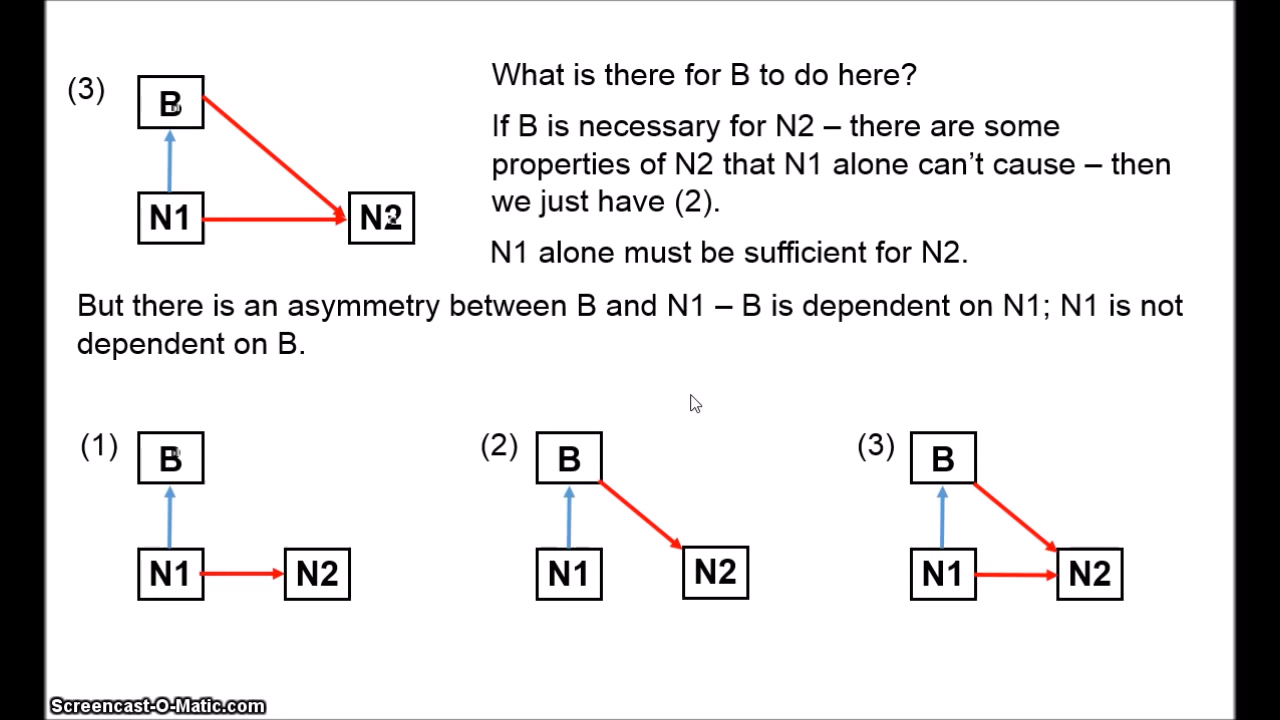 (3)
B
N1
N2
What is there for B to do here?
If B is necessary for N2 – there are some
properties of N2 that N1 alone can't cause – then
we just have (2).
N1 alone must be sufficient for N2.
But there is an asymmetry between B and N1 – B is dependent on N1; N1 is not
dependent on B.
(1)
B
N1
N2
(2)
B
N1
N2
(3)
B
N1
N2
Screencast-O-Matic.com